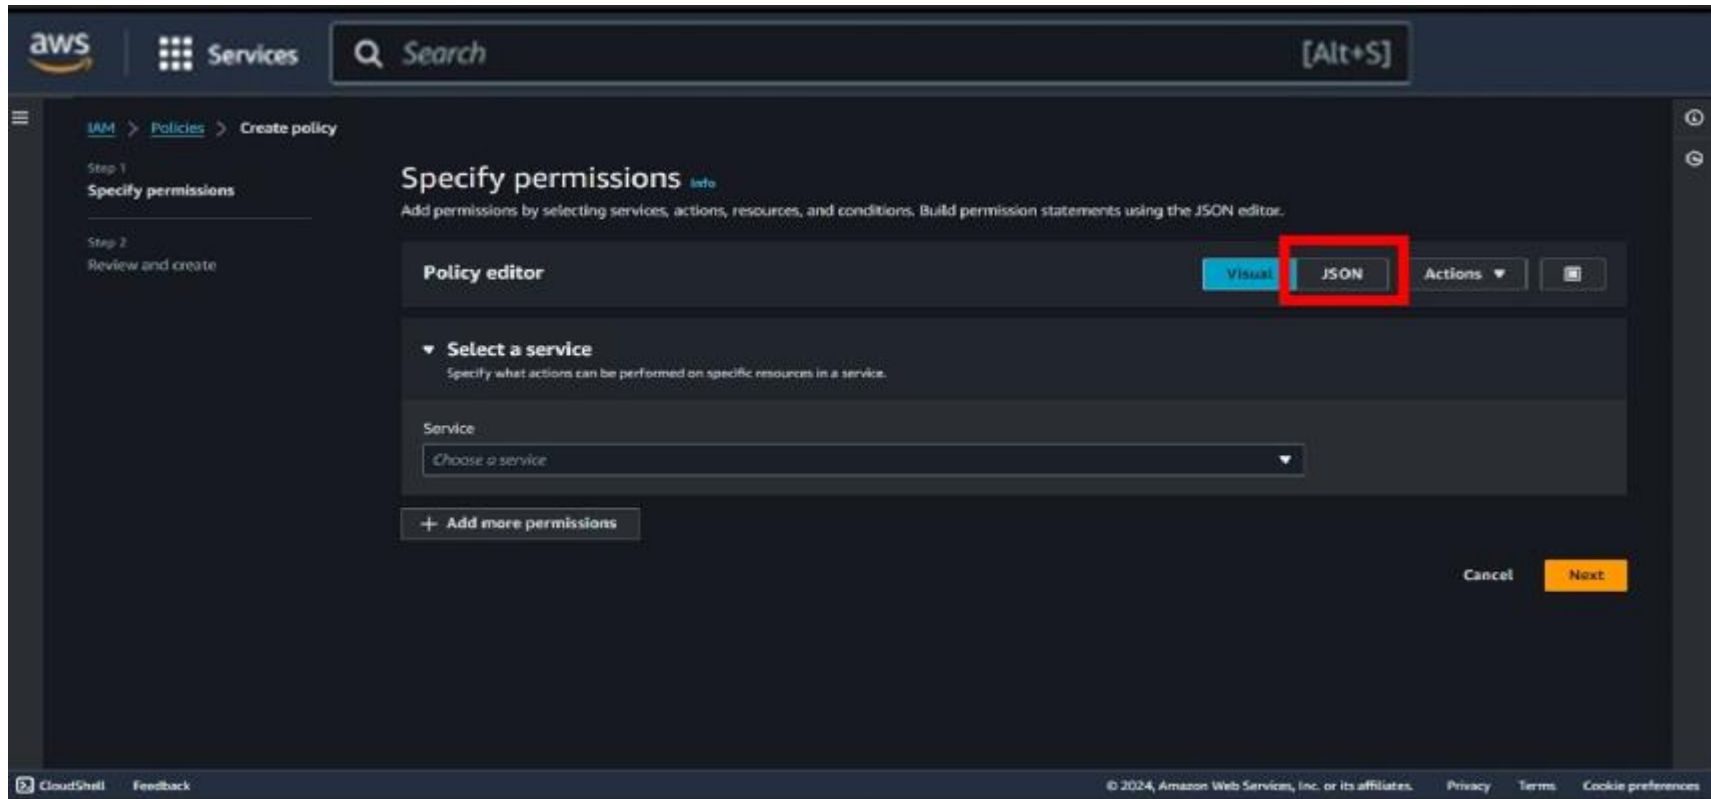 aws Services Search [Alt+S]
IAM > Policies > Create policy
Step 1
Specify permissions
Step 2
Review and create
Specify permissions Info
Add permissions by selecting services, actions, resources, and conditions. Build permission statements using the JSON editor.
Policy editor Visual JSON Actions
Select a service
Specify what actions can be performed on specific resources in a service.
Service
Choose a service
+ Add more permissions
Cancel Next
CloudShell Feedback © 2024, Amazon Web Services, Inc. or its affiliates. Privacy Terms Cookie preferences